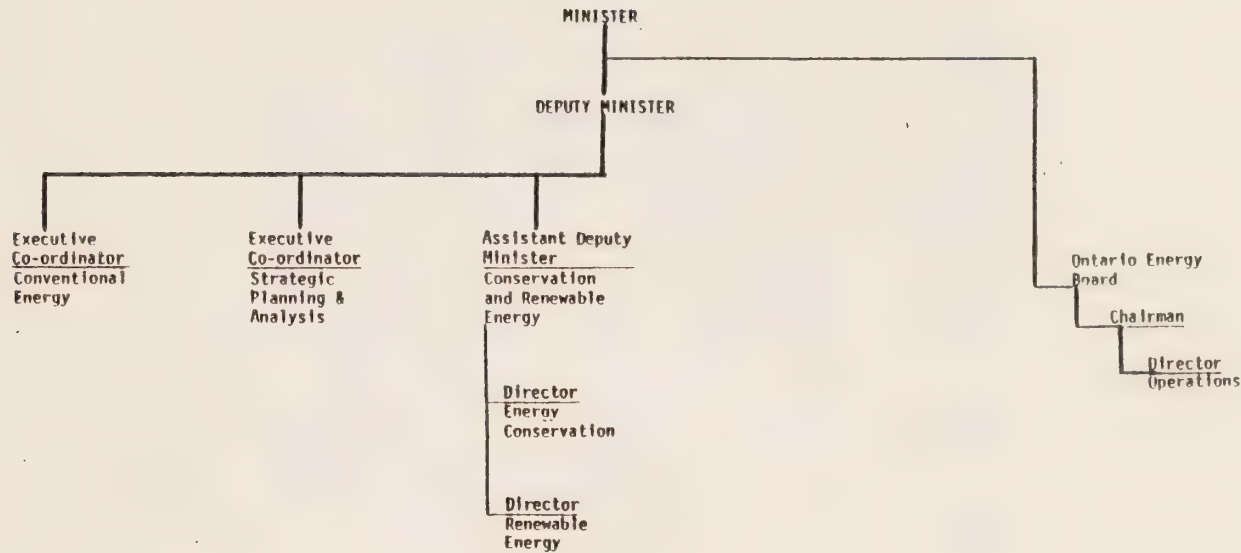 MINISTER
DEPUTY MINISTER
Executive
Co-ordinator
Conventional
Energy
Executive
Co-ordinator
Strategic
Planning &
Analysis
Assistant Deputy
Minister
Conservation
and Renewable
Energy
Director
Energy
Conservation
Director
Renewable
Energy
Ontario Energy
Board
Chairman
Director
Operations